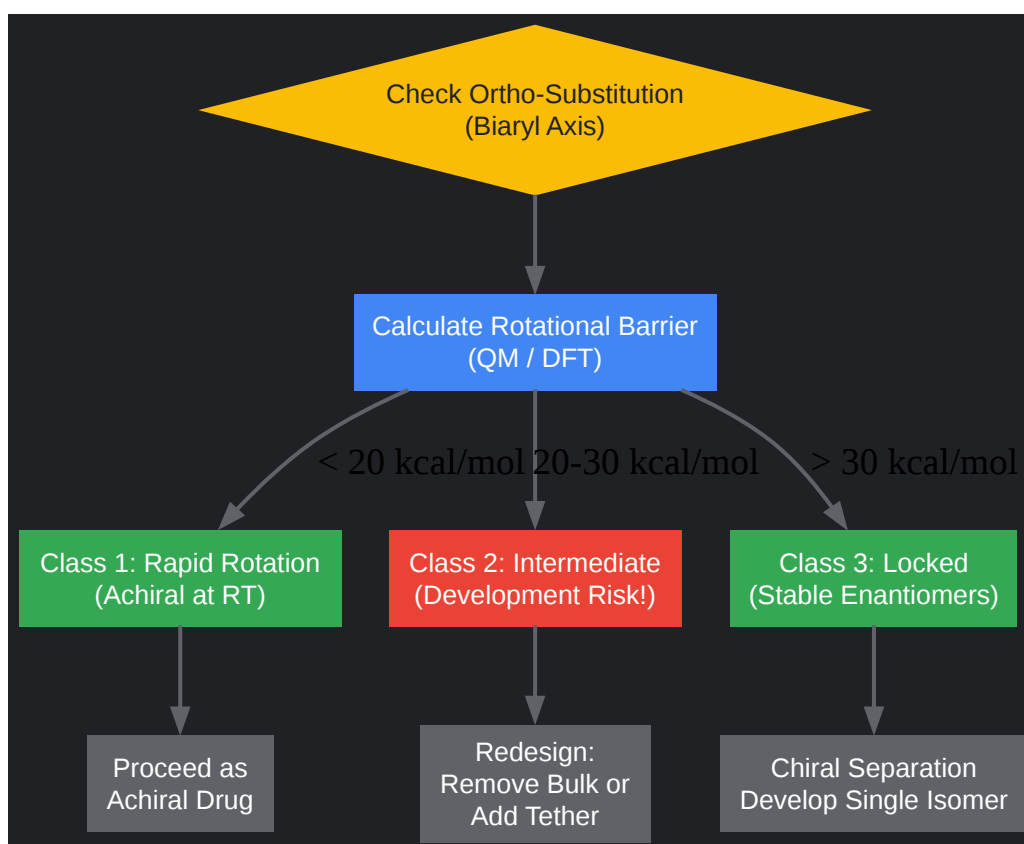 Check Ortho-Substitution
(Biaryl Axis)
Calculate Rotational Barrier
(QM / DFT)
< 20 kcal/mol
20-30 kcal/mol
> 30 kcal/mol
Class 1: Rapid Rotation
(Achiral at RT)
Class 2: Intermediate
(Development Risk!)
Class 3: Locked
(Stable Enantiomers)
Proceed as
Achiral Drug
Redesign:
Remove Bulk or
Add Tether
Chiral Separation
Develop Single Isomer